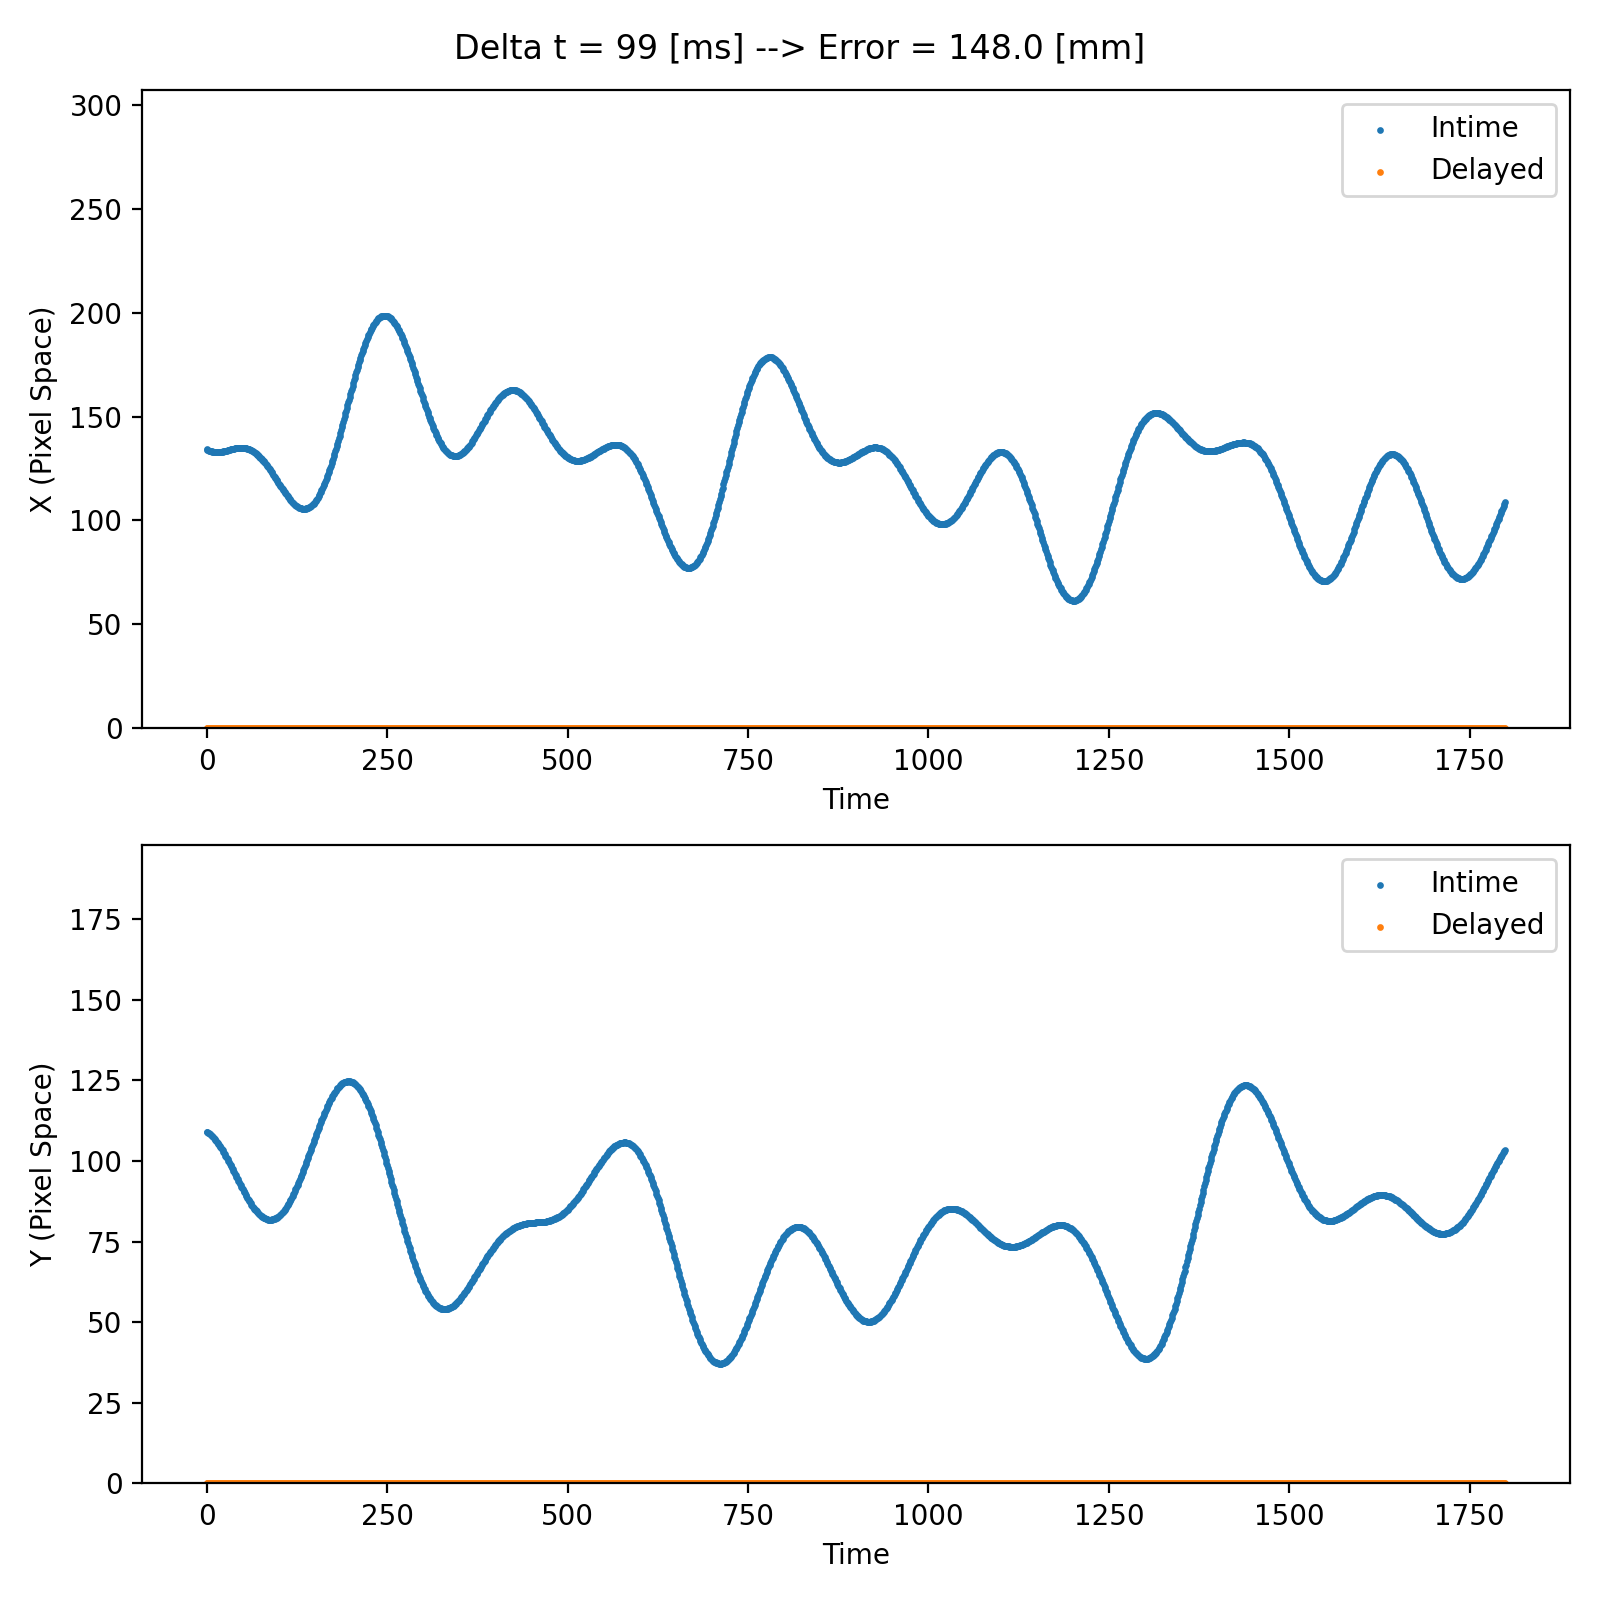 Delta t = 99 [ms] --> Error = 148.0 [mm]
300
250
200
150
100
50
0
X (Pixel Space)
Intime
Delayed
0 250 500 750 1000 1250 1500 1750
Time
175
150
125
100
75
50
25
0
Y (Pixel Space)
Intime
Delayed
0 250 500 750 1000 1250 1500 1750
Time